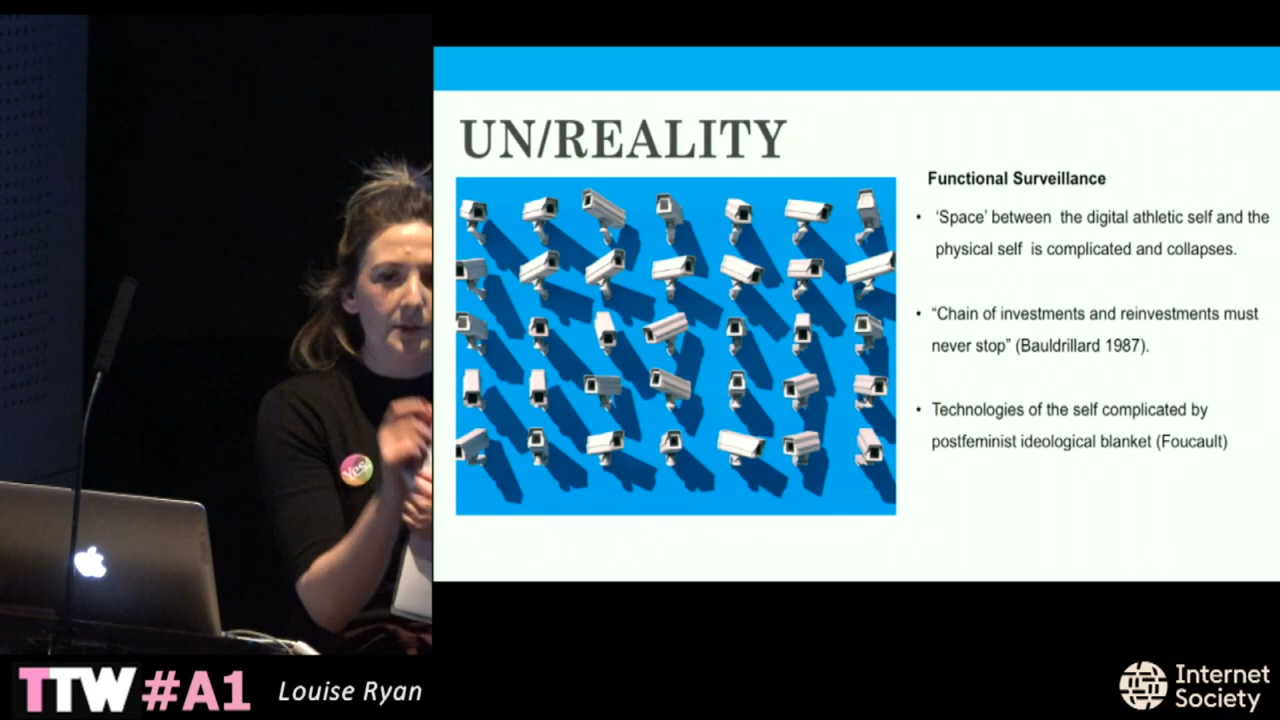 UN/REALITY
Functional Surveillance
• ‘Space’ between the digital athletic self and the
physical self is complicated and collapses.
• “Chain of investments and reinvestments must
never stop” (Bauldrillard 1987).
• Technologies of the self complicated by
postfeminist ideological blanket (Foucault)
Yes
TTW#A1
Louise Ryan
Internet
Society